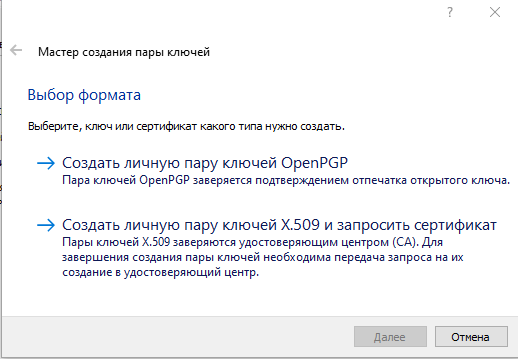 ?
Мастер создания пары ключей
Выбор формата
Выберите, ключ или сертификат какого типа нужно создать.
Создать личную пару ключей OpenPGP
Пара ключей OpenPGP заверяется подтверждением отпечатка открытого ключа.
Создать личную пару ключей X.509 и запросить сертификат
Пары ключей X.509 заверяются удостоверяющим центром (CA). Для
завершения создания пары ключей необходима передача запроса на их
создание в удостоверяющий центр.
Далее
Отмена